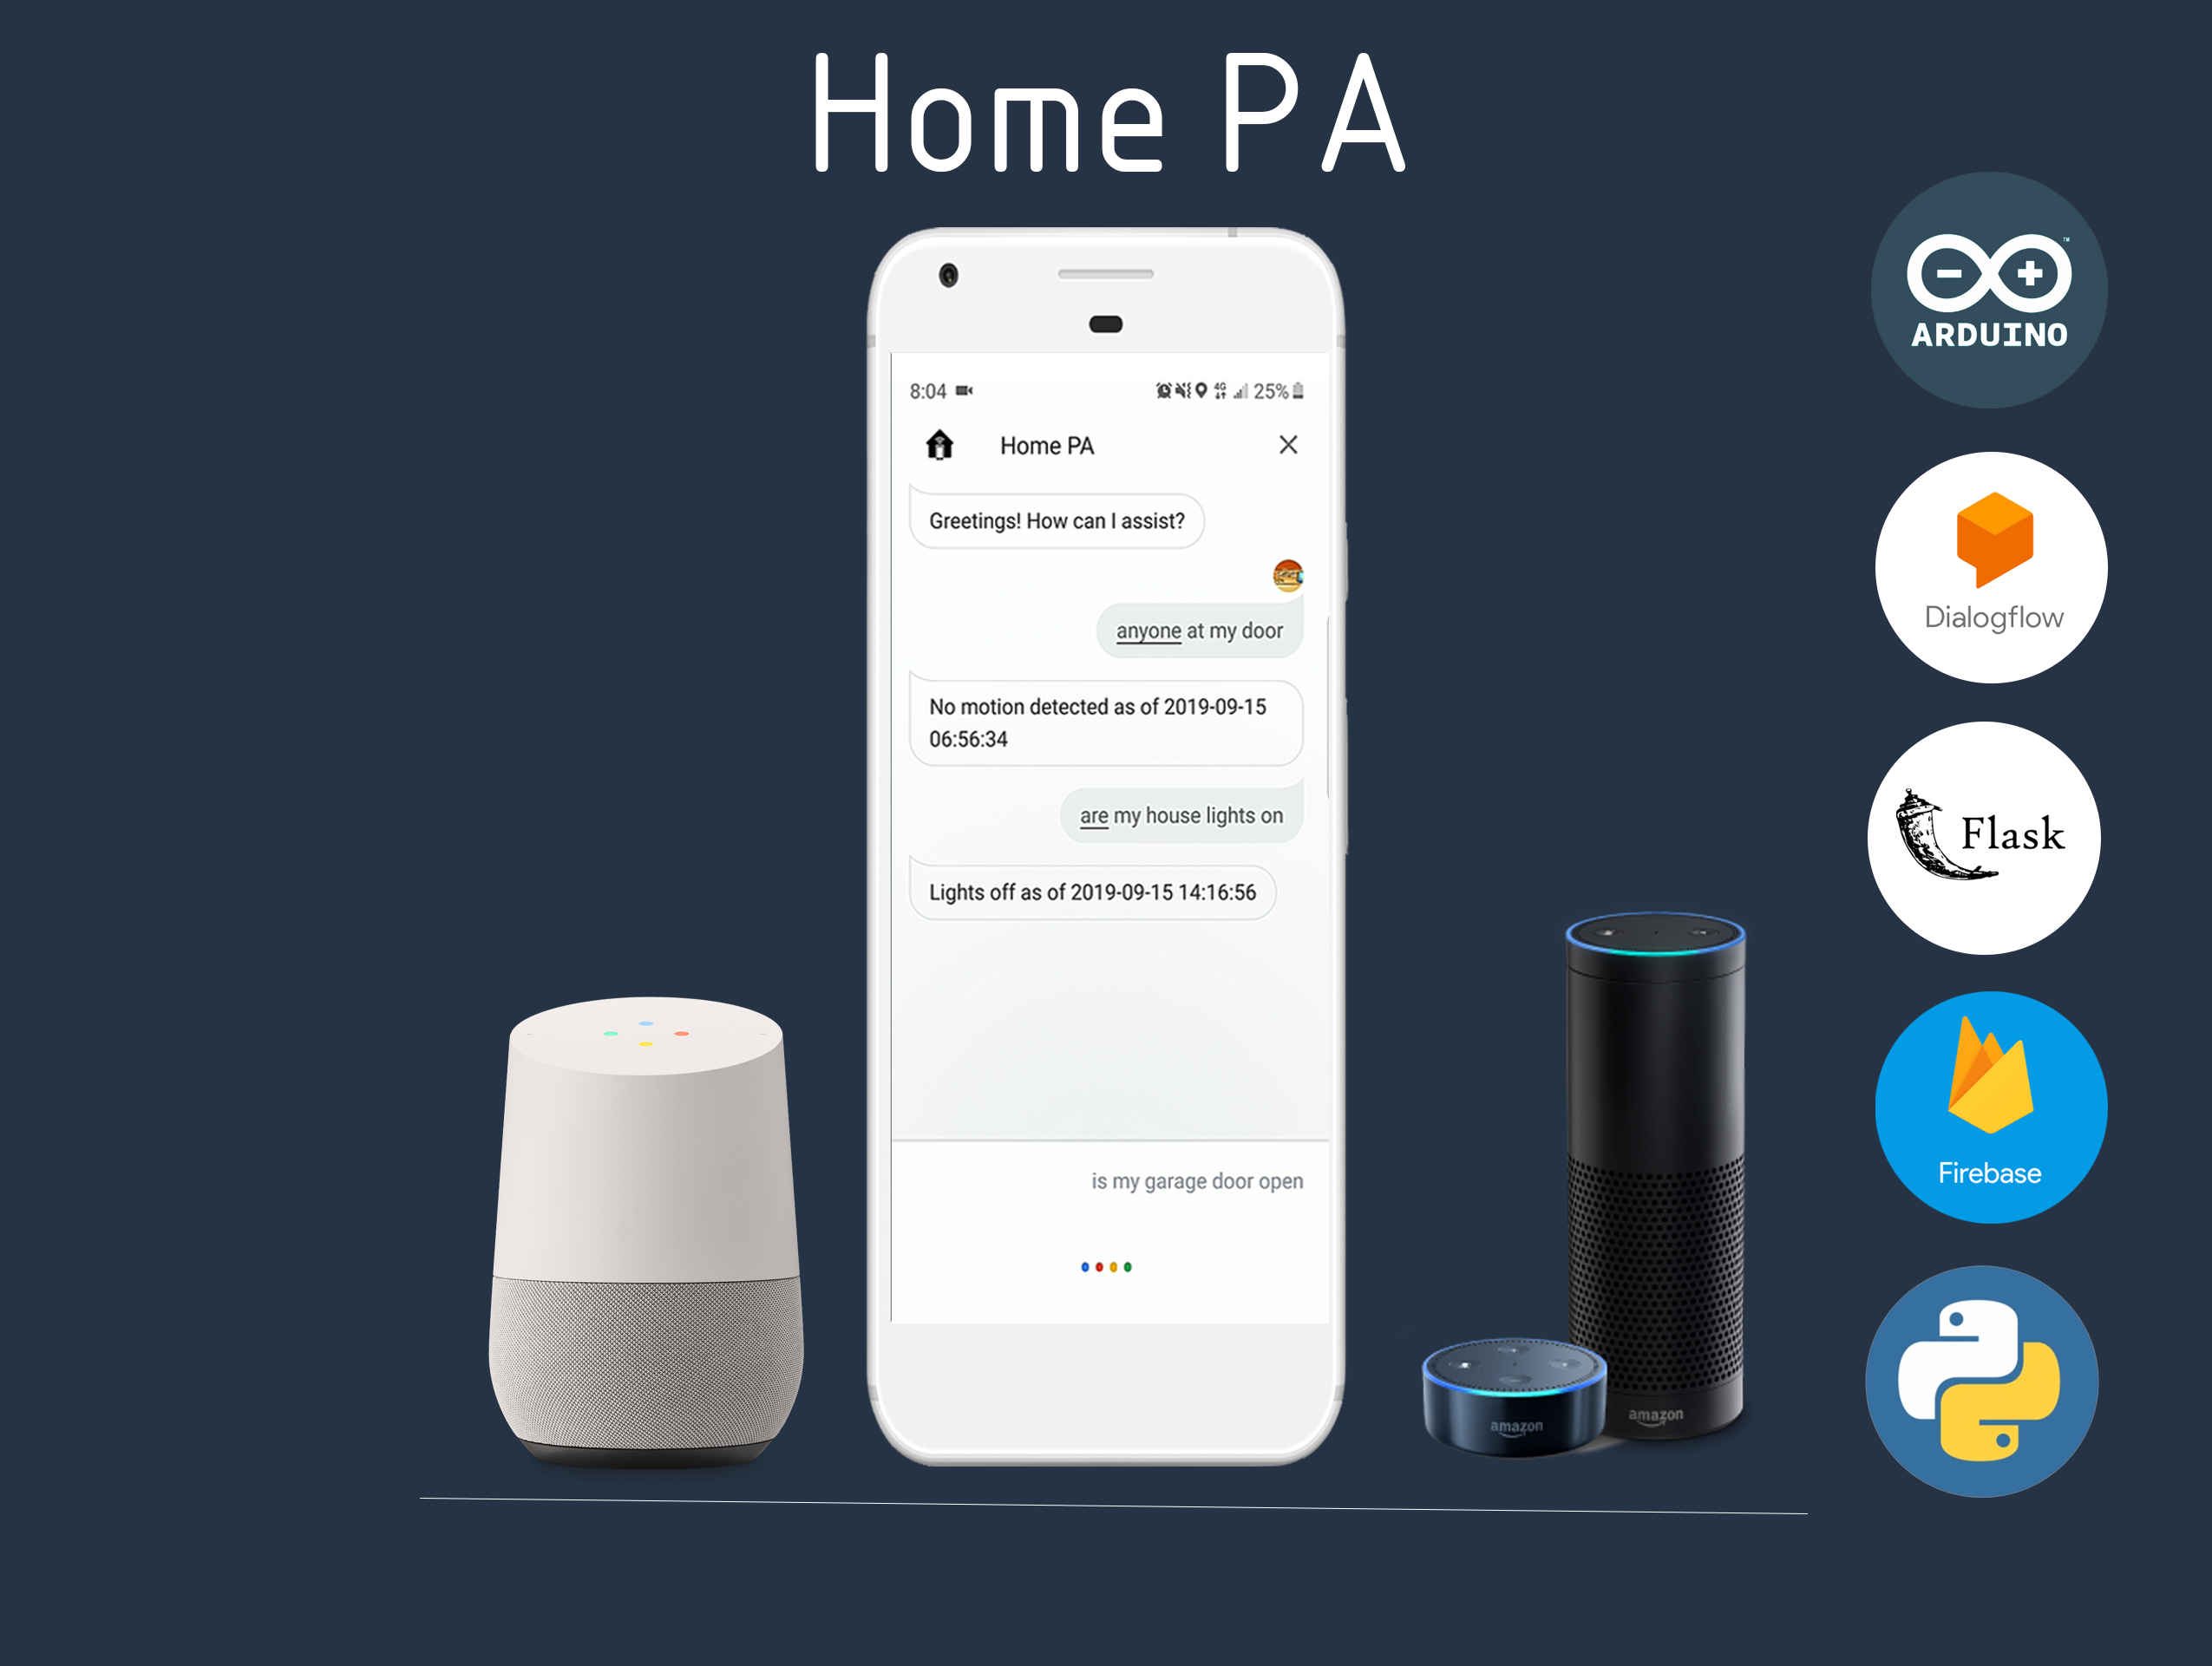 Home PA
8:04
4G
25%
Home PA
Greetings! How can I assist?
anyone at my door
No motion detected as of 2019-09-15
06:56:34
are my house lights on
Lights off as of 2019-09-15 14:16:56
is my garage door open
amazon
amazon
ARDUINO
TM
Dialogflow
Flask
Firebase